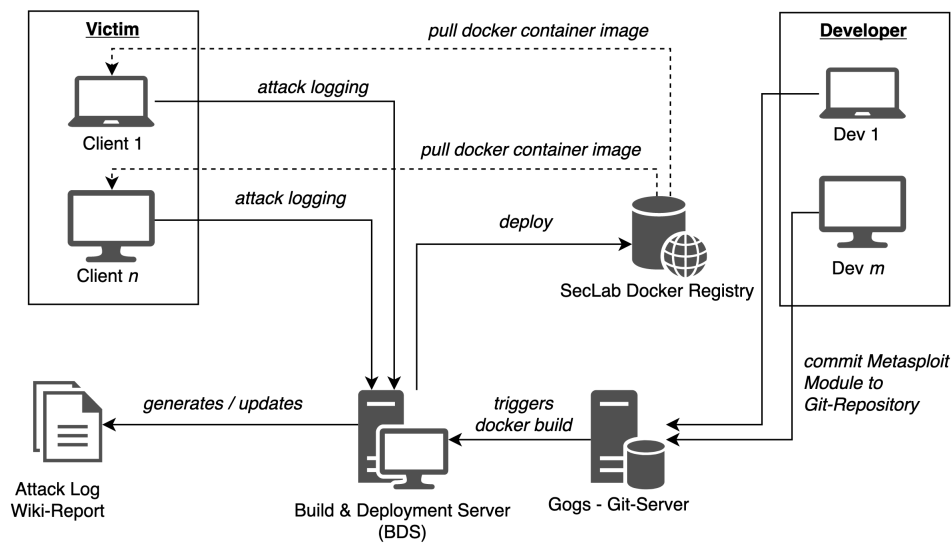 Victim
pull docker container image
Developer
attack logging
Client 1
Dev 1
pull docker container image
attack logging
Client n
deploy
Dev m
SecLab Docker Registry
commit Metasploit
Module to
Git-Repository
generates / updates
triggers
docker build
Attack Log
Wiki-Report
Build & Deployment Server
(BDS)
Gogs - Git-Server